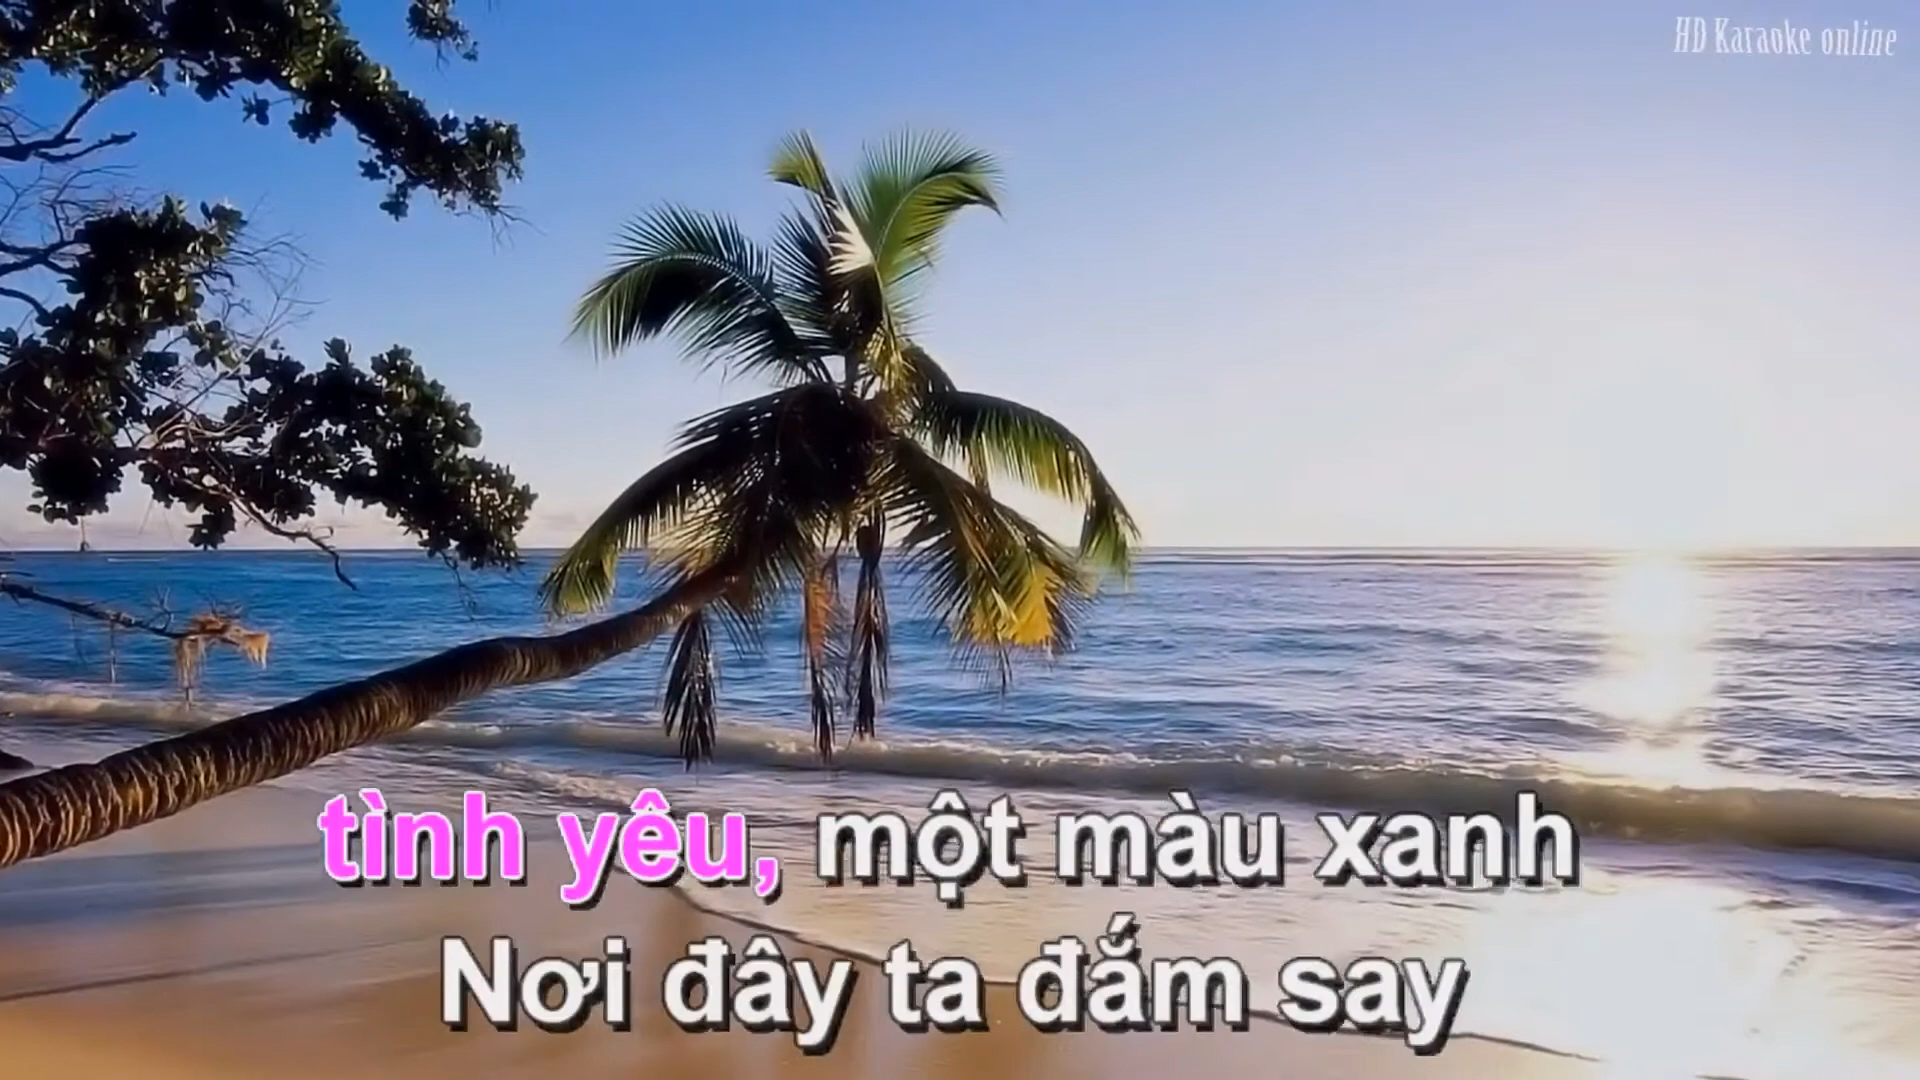 HD Karaoke online
tình yêu, một màu xanh
Nơi đây ta đắm say